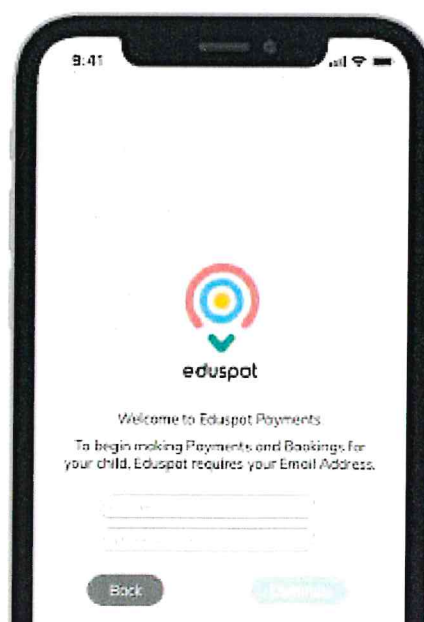 9:41
eduspot
Welcome to Eduspot Payments
To begin making Payments and Bookings for
your child, Eduspot requires your Email Address.
Back